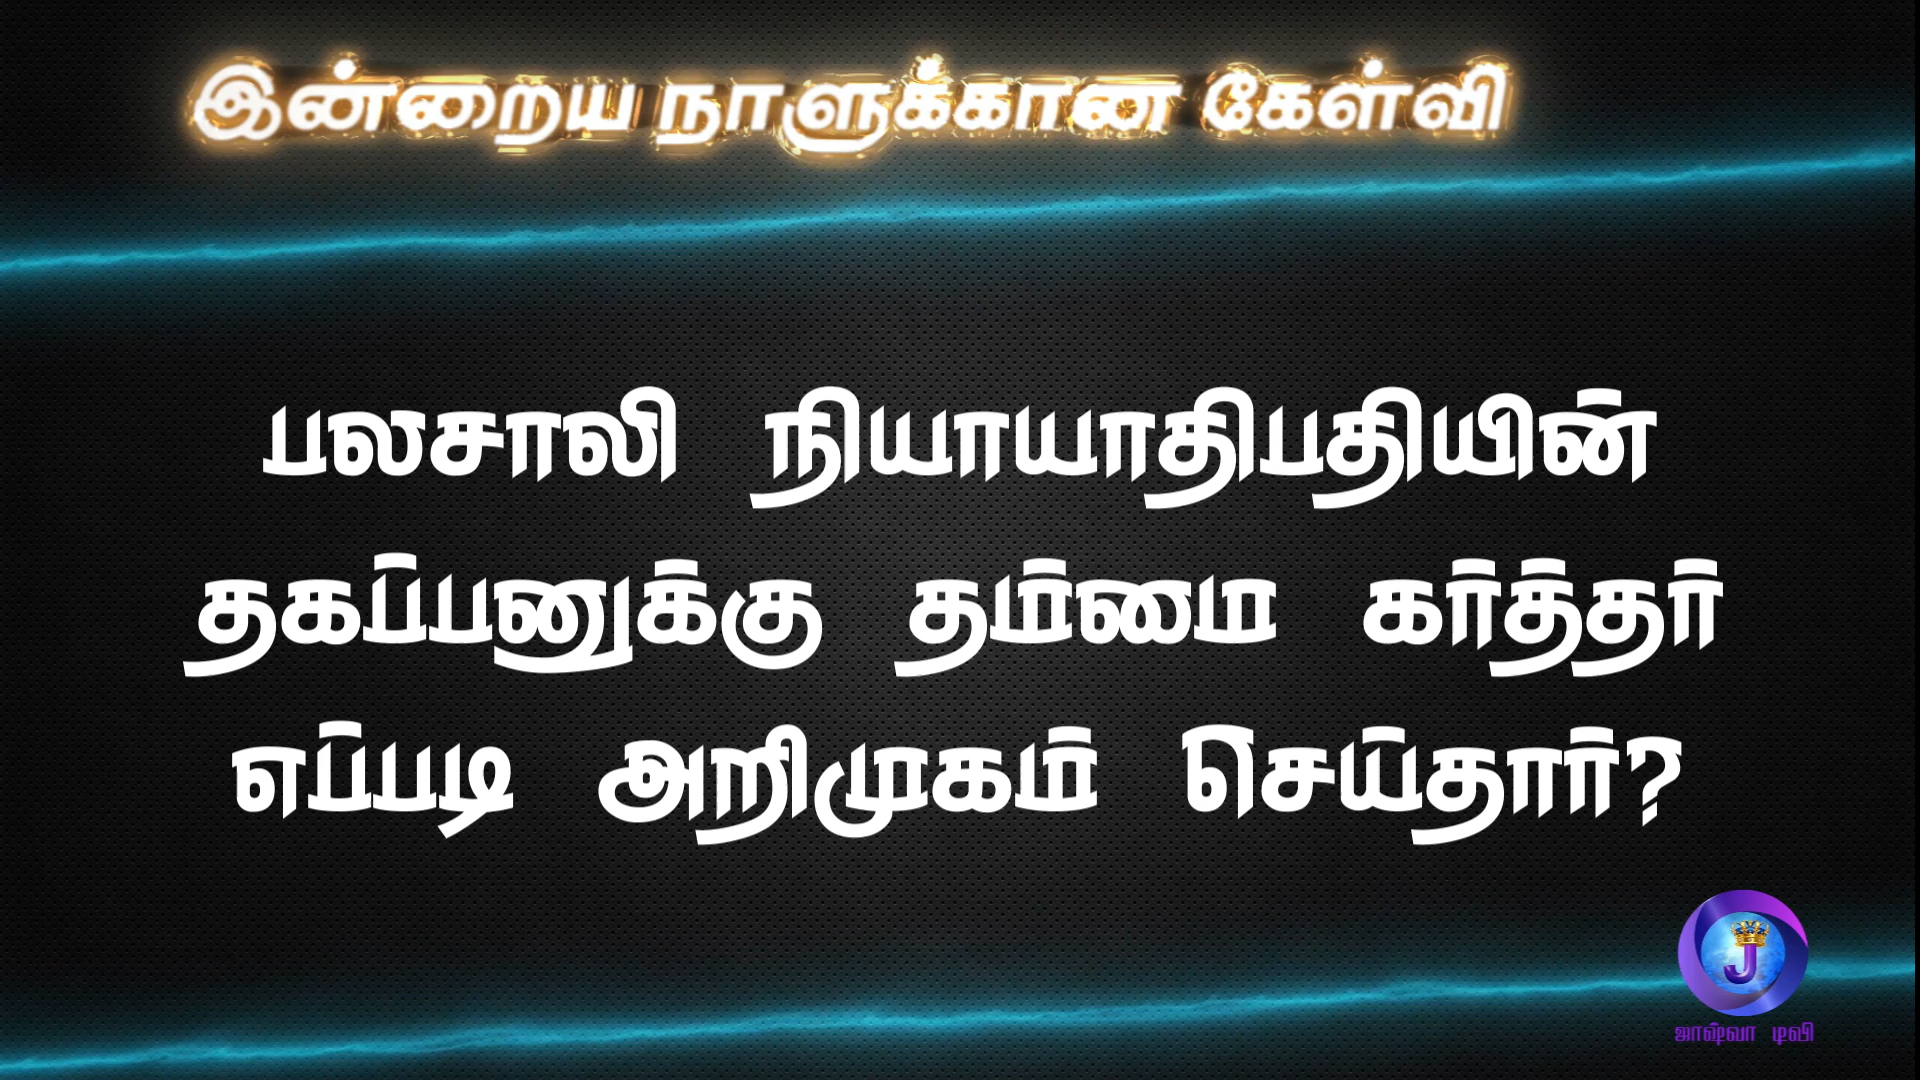 இன்றைய நாளுக்கான கேள்வி
பலசாலி நியாயாதிபதியின்
தகப்பனுக்கு தம்மை கர்த்தர்
எப்படி அறிமுகம் செய்தார்?
J
ஜாஷ்வா டிவி